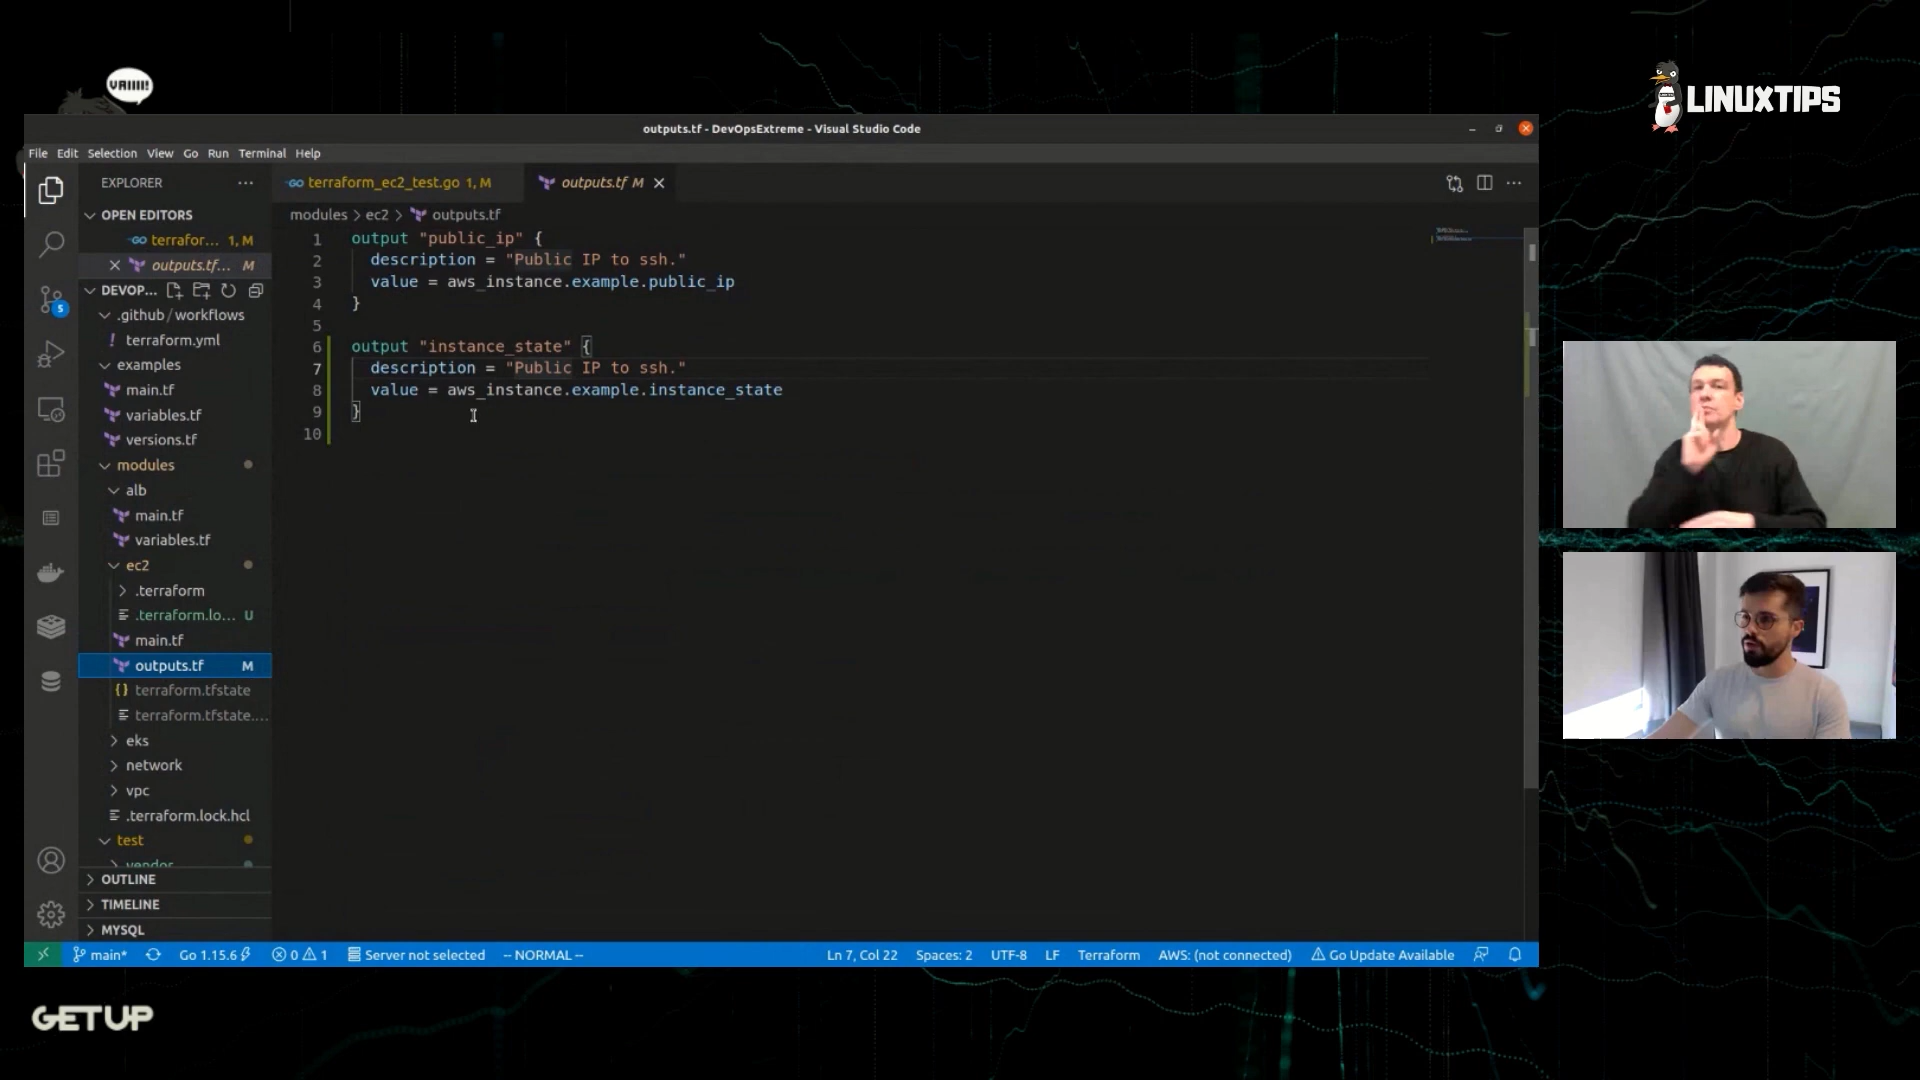 VAIIII!
LINUXTIPS
outputs.tf - DevOpsExtreme - Visual Studio Code
File Edit Selection View Go Run Terminal Help
EXPLORER
OPEN EDITORS
terrafor... 1, M
outputs.tf... M
DEVOP...
.github/workflows
! terraform.yml
examples
main.tf
variables.tf
versions.tf
modules
alb
main.tf
variables.tf
ec2
.terraform
.terraform.lo... U
main.tf
outputs.tf M
{} terraform.tfstate
terraform.tfstate....
eks
network
vpc
.terraform.lock.hcl
test
vendor
OUTLINE
TIMELINE
MYSQL
terraform_ec2_test.go 1, M
outputs.tf M
modules > ec2 > outputs.tf
1 output "public_ip" {
2 description = "Public IP to ssh."
3 value = aws_instance.example.public_ip
4 }
5
6 output "instance_state" {
7 description = "Public IP to ssh."
8 value = aws_instance.example.instance_state
9 }
10
5
main* Go 1.15.6 0 1 Server not selected -- NORMAL -- Ln 7, Col 22 Spaces: 2 UTF-8 LF Terraform AWS: (not connected) Go Update Available
GETUP